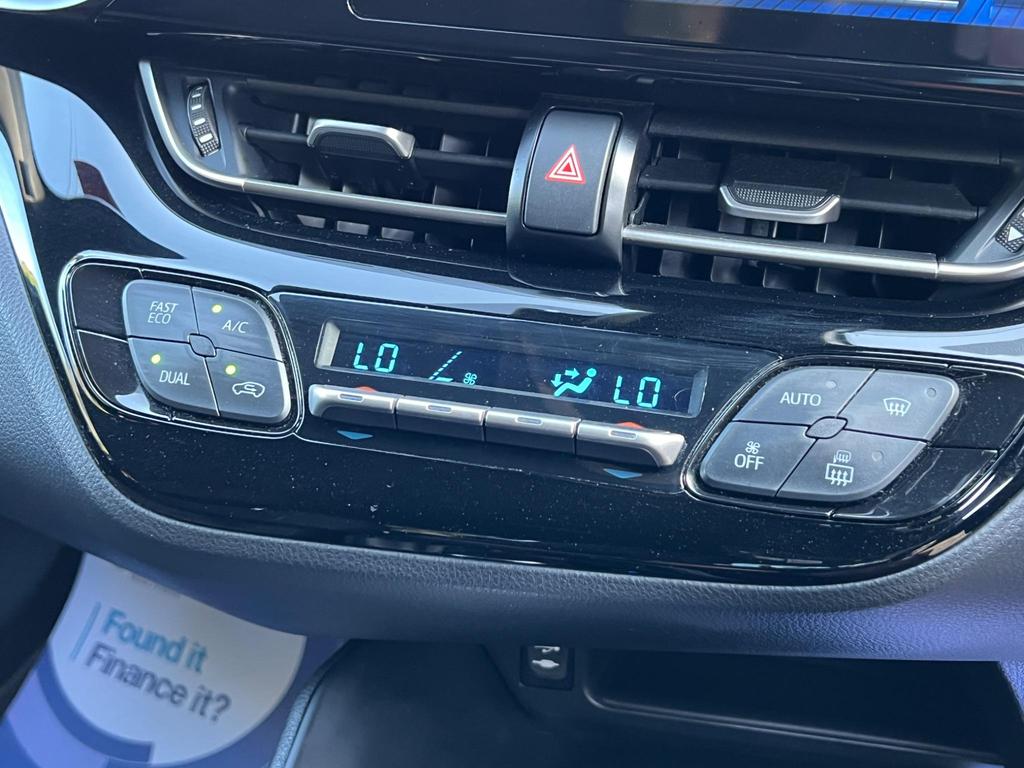 FAST
ECO
A/C
DUAL
LO
LO
AUTO
OFF
Found it
Finance it?